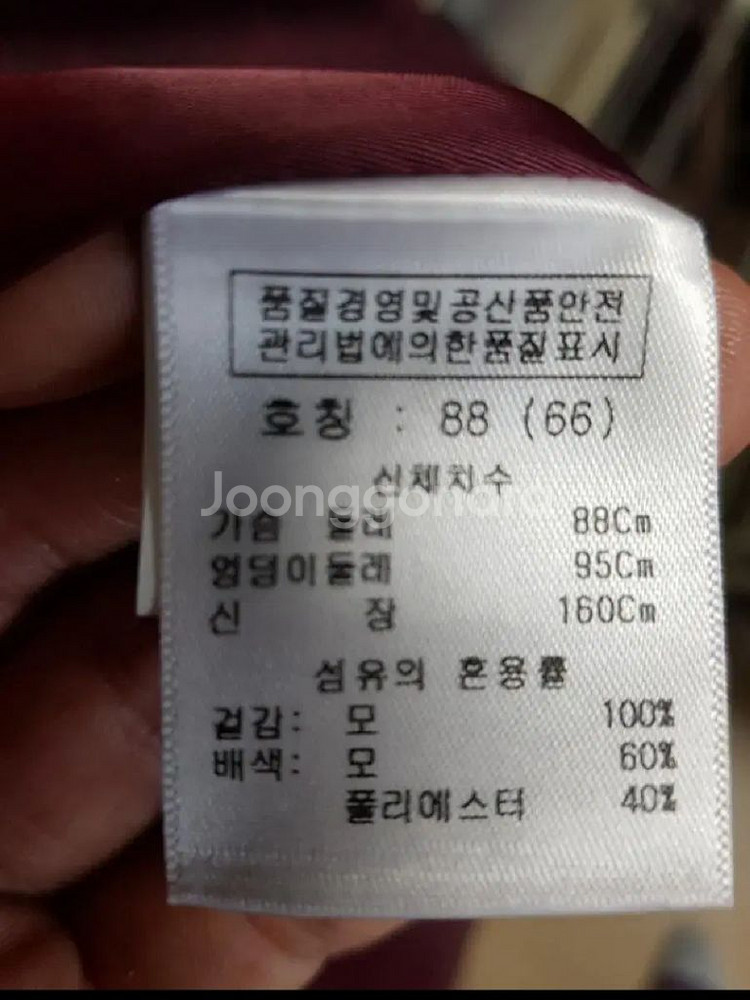 품질경영및공산품안전
관리법에의한품질표시
호칭 : 88 (66)
신체치수
Joonggonara
가슴 둘레 88Cm
엉덩이둘레 95Cm
신 장 160Cm
섬유의 혼용률
겉감: 모 100%
배색: 모 60%
폴리에스터 40%